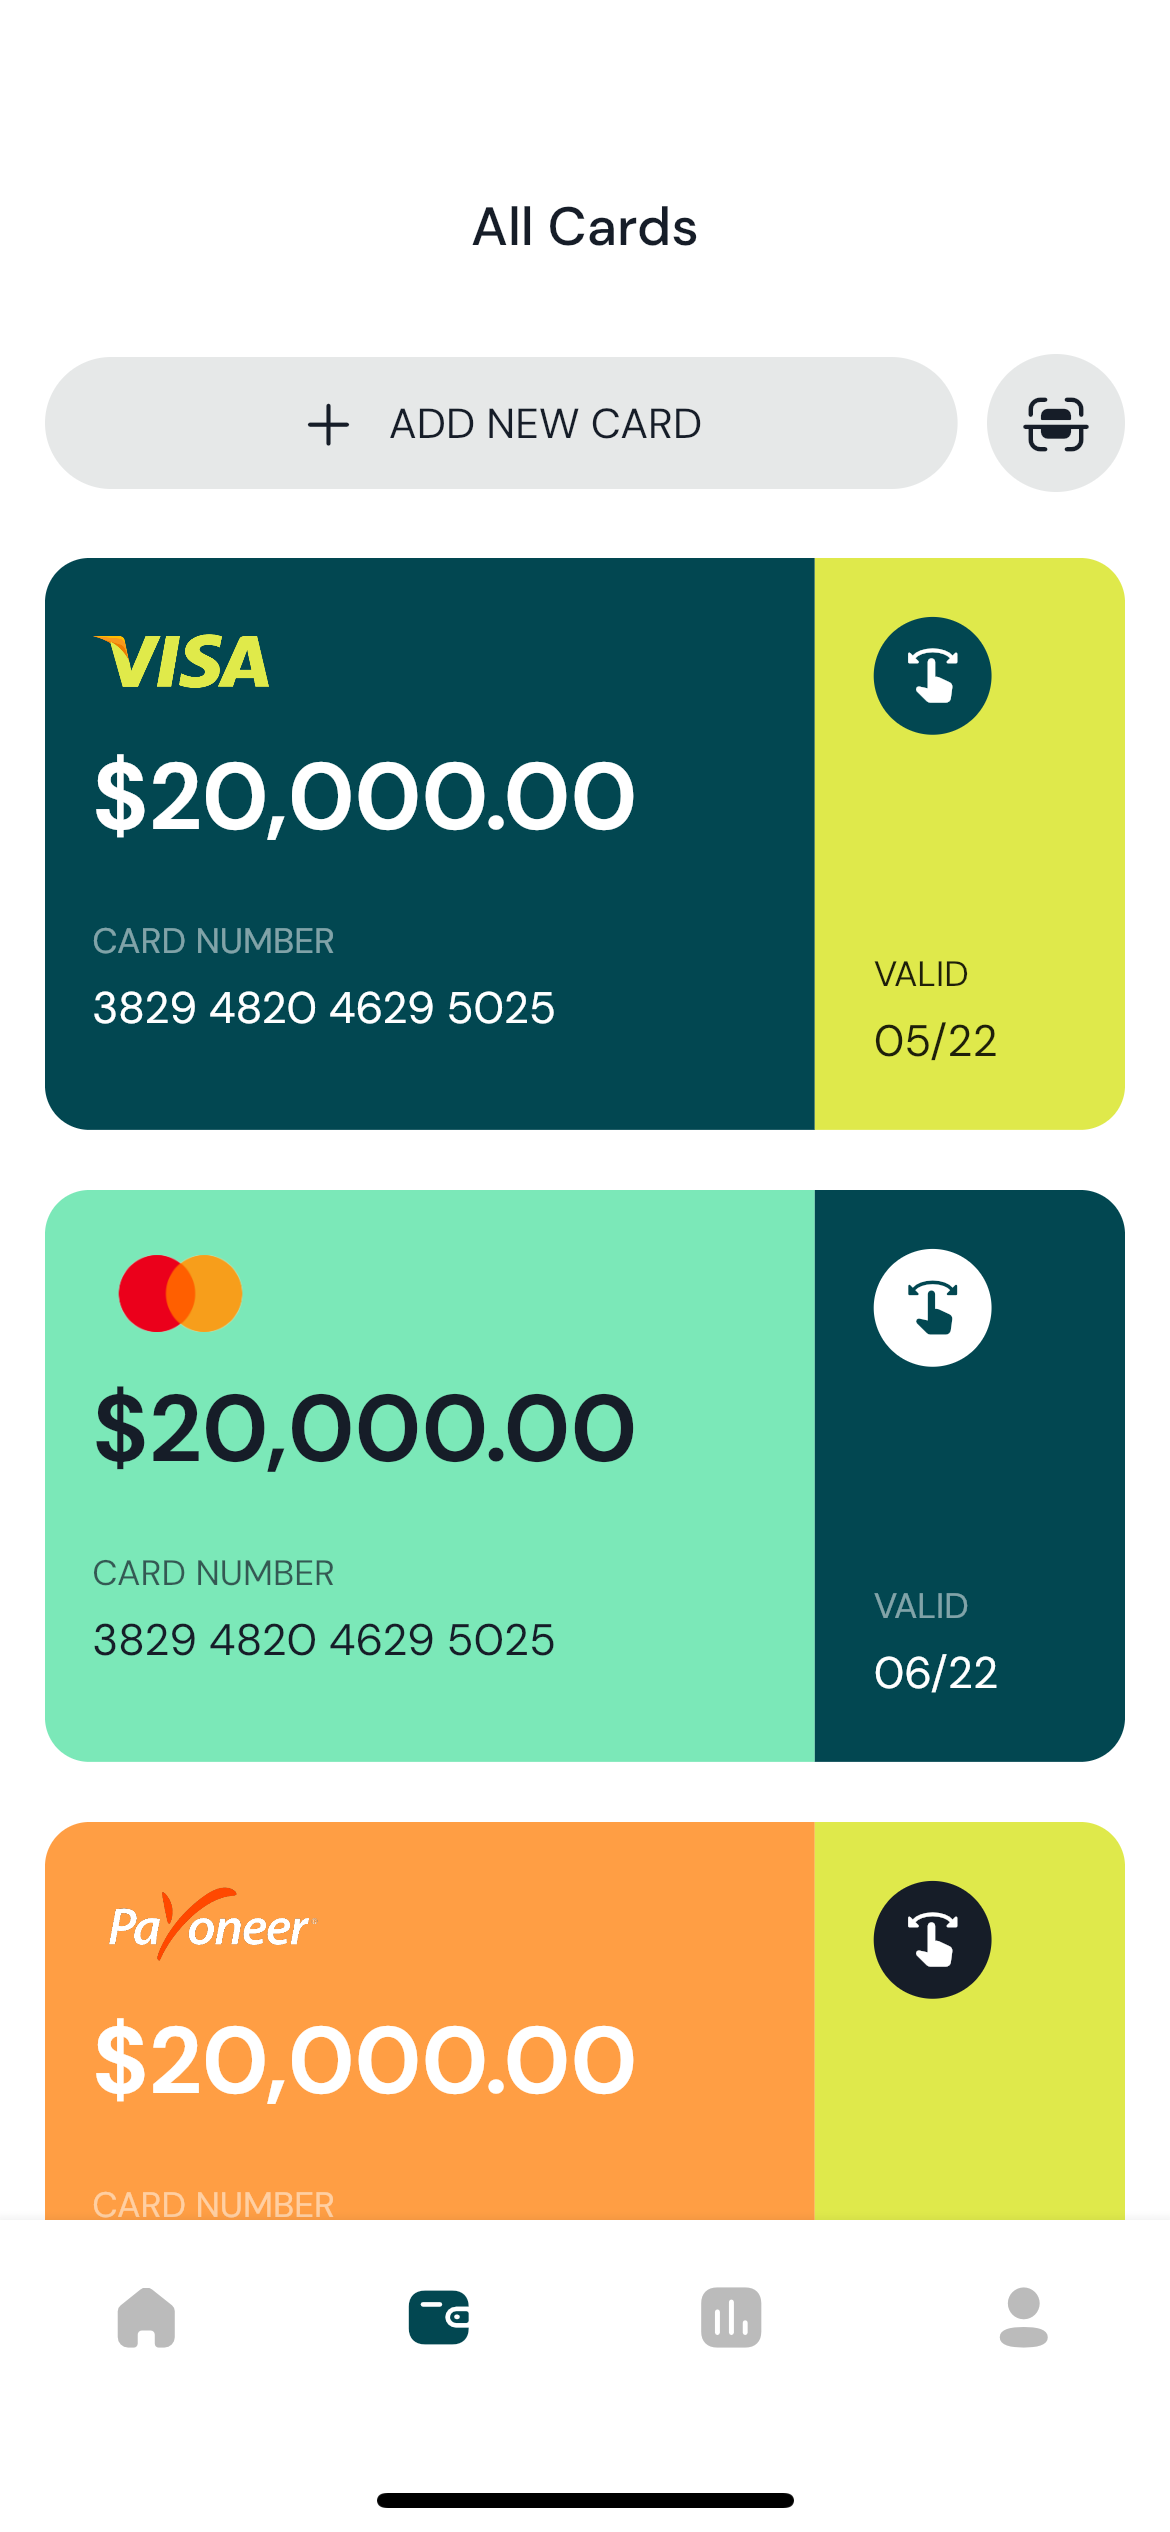 All Cards
ADD NEW CARD
VISA
$20,000.00
CARD NUMBER
3829 4820 4629 5025
VALID
05/22
$20,000.00
CARD NUMBER
3829 4820 4629 5025
VALID
06/22
Payoneer
$20,000.00
CARD NUMBER